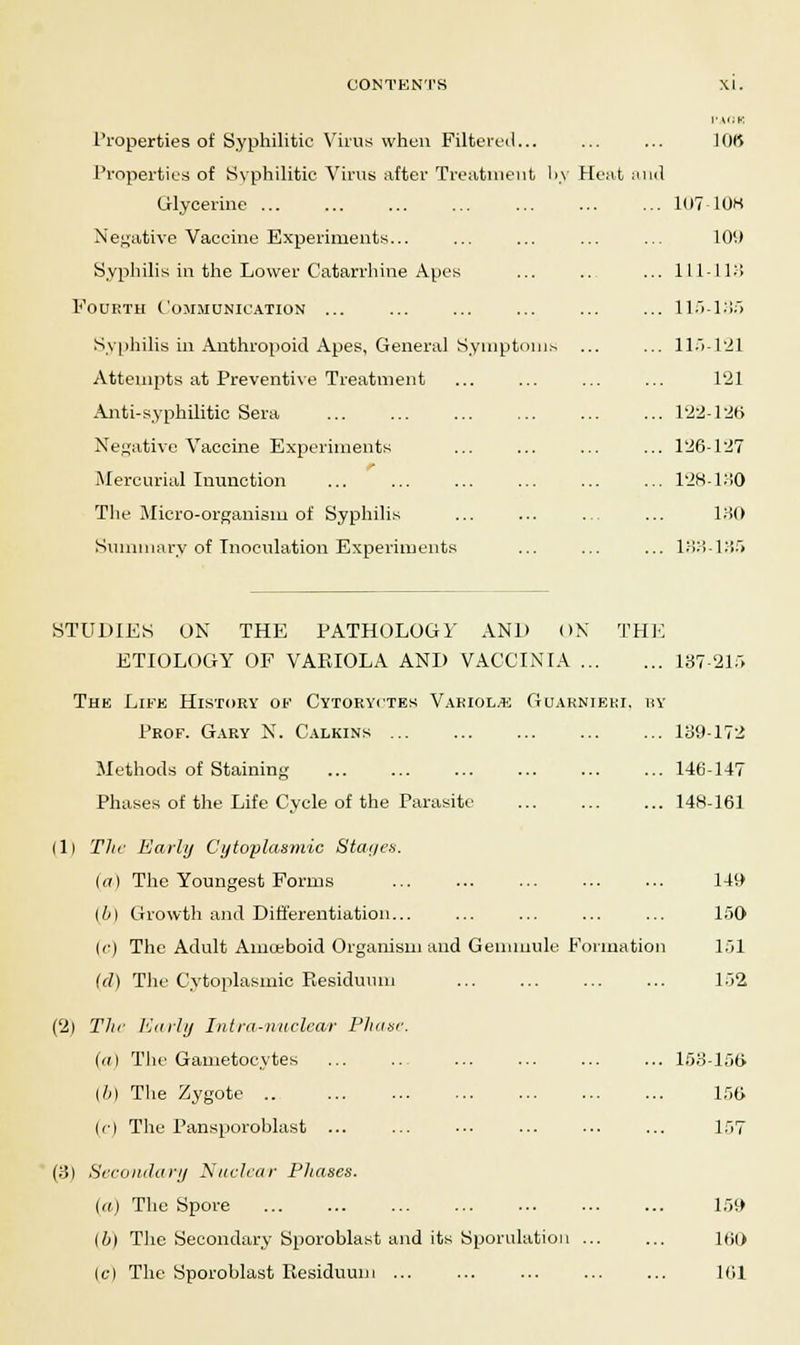 CONTENTS xi.
PAGE
Properties of Syphilitic Virus when Filtered... ... ... 106
Properties of Syphilitic Virus after Treatment by Heat and
Glycerine ... ... ... ... ... ... ... 107-108
Negative Vaccine Experiments... ... ... ... ... 109
Syphilis in the Lower Catarrhine Apes ... .. ... 111-113
FOURTH COMMUNICATION ... ... ... ... ... ... 115-135
Syphilis in Anthropoid Apes, General Symptoms ... ... 115-121
Attempts at Preventive Treatment ... ... ... ... 121
Anti-syphilitic Sera ... ... ... ... ... ... 122-126
Negative Vaccine Experiments ... ... ... ... 126-127
Mercurial Inunction ... ... ... ... ... ... 128-130
The Micro-organism of Syphilis ... ... ... ... 130
Summary of Inoculation Experiments ... ... ... 133-135
STUDIES ON THE PATHOLOGY AND ON THE
ETIOLOGY OF VARIOLA AND VACCINIA ... ... 137-215
THE LIFE HISTORY OF CYTORYCTES VARIOLÆ GUARNIERI, BY
PROF. GARY N. CALKINS ... ... ... ... ... 139-172
Methods of Staining ... ... ... ... ... ... 146-147
Phases of the Life Cycle of the Parasite ... ... ... 148-161
(1) The Early Cytoplasmic Stages.
(a) The Youngest Forms ... ... ... ... ... 149
(b) Growth and Differentiation... ... ... ... ... 150
(c) The Adult Amœboid Organism and Gemmule Formation 151
(d) The Cytoplasmic Residuum ... ... ... ... 152
(2) The Early Intra-nuclear Phase.
(a) The Gametocytes ... .. ... ... ... ... 153-156
(b) The Zygote .. ... ... ... ... ... ... 156
(c) The Pansporoblast ... ... ... ... ... ... 157
(3) Secondary Nuclear Phases.
(a) The Spore ... ... ... ... ... ... ... 159
(b) The Secondary Sporoblast and its Sporulation ... ... 160
(c) The Sporoblast Residuum ... ... ... ... ... 161